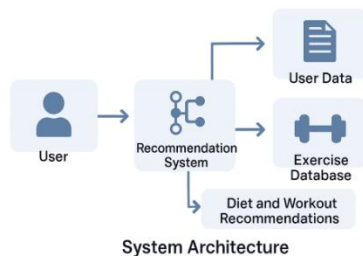 User Data
User
Recommendation
System
Exercise
Database
Diet and Workout
Recommendations
System Architecture